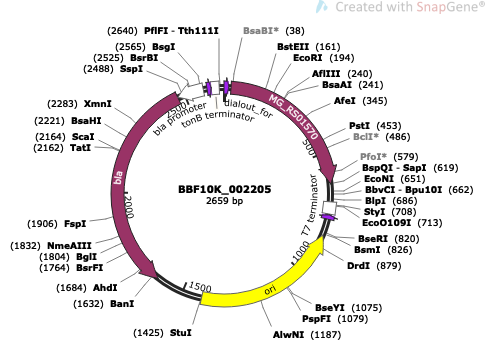 Created with SnapGene®
(2640) PflFI - Tth111I
(2565) BsgI
(2525) BsrBI
(2488) SspI
(2283) XmnI
(2221) BsaHI
(2164) ScaI
(2162) TatI
(1906) FspI
(1832) NmeAIII
(1804) BglI
(1764) BsrFI
(1684) AhdI
(1632) BanI
(1425) StuI
BsaBI* (38)
BstEII (161)
EcoRI (194)
AflIII (240)
BsaAI (241)
AfeI (345)
PstI (453)
BclI* (486)
PfoI* (579)
BspQI - SapI (619)
EcoNI (651)
BbvCI - Bpu10I (662)
BlpI (686)
StyI (708)
EcoO109I (713)
BseRI (820)
BsmI (826)
DrdI (879)
BseYI (1075)
PspFI (1079)
AlwNI (1187)
bla promoter
tonB terminator
dialout_for
MG_RS01570
T7 terminator
ori
bla
500
1000
1500
2000
2500
BBF10K_002205
2659 bp